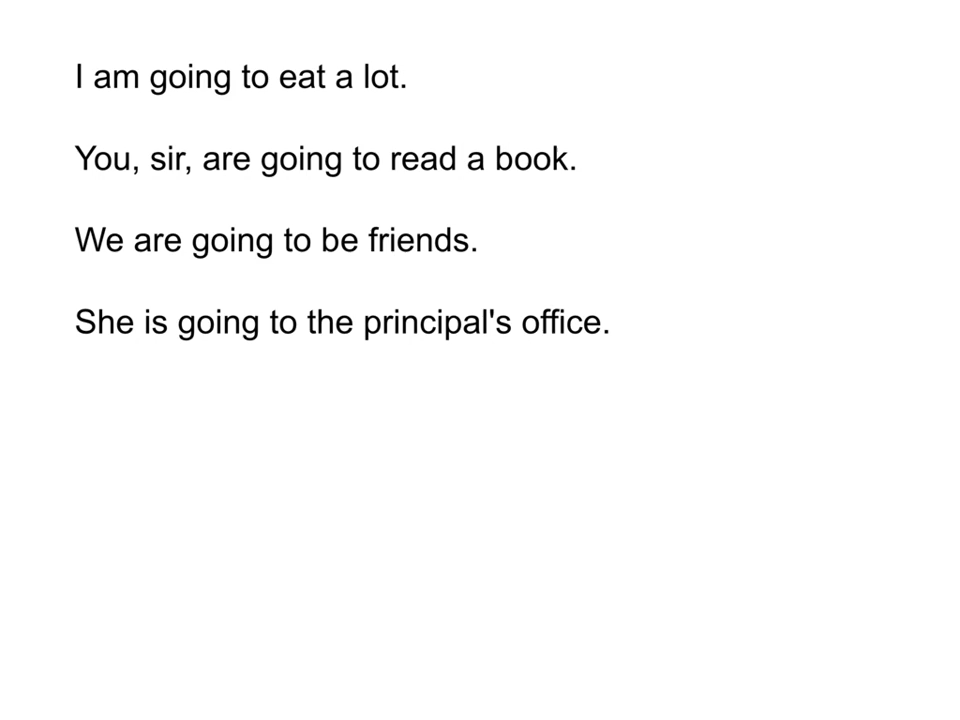 I am going to eat a lot.
You, sir, are going to read a book.
We are going to be friends.
She is going to the principal's office.